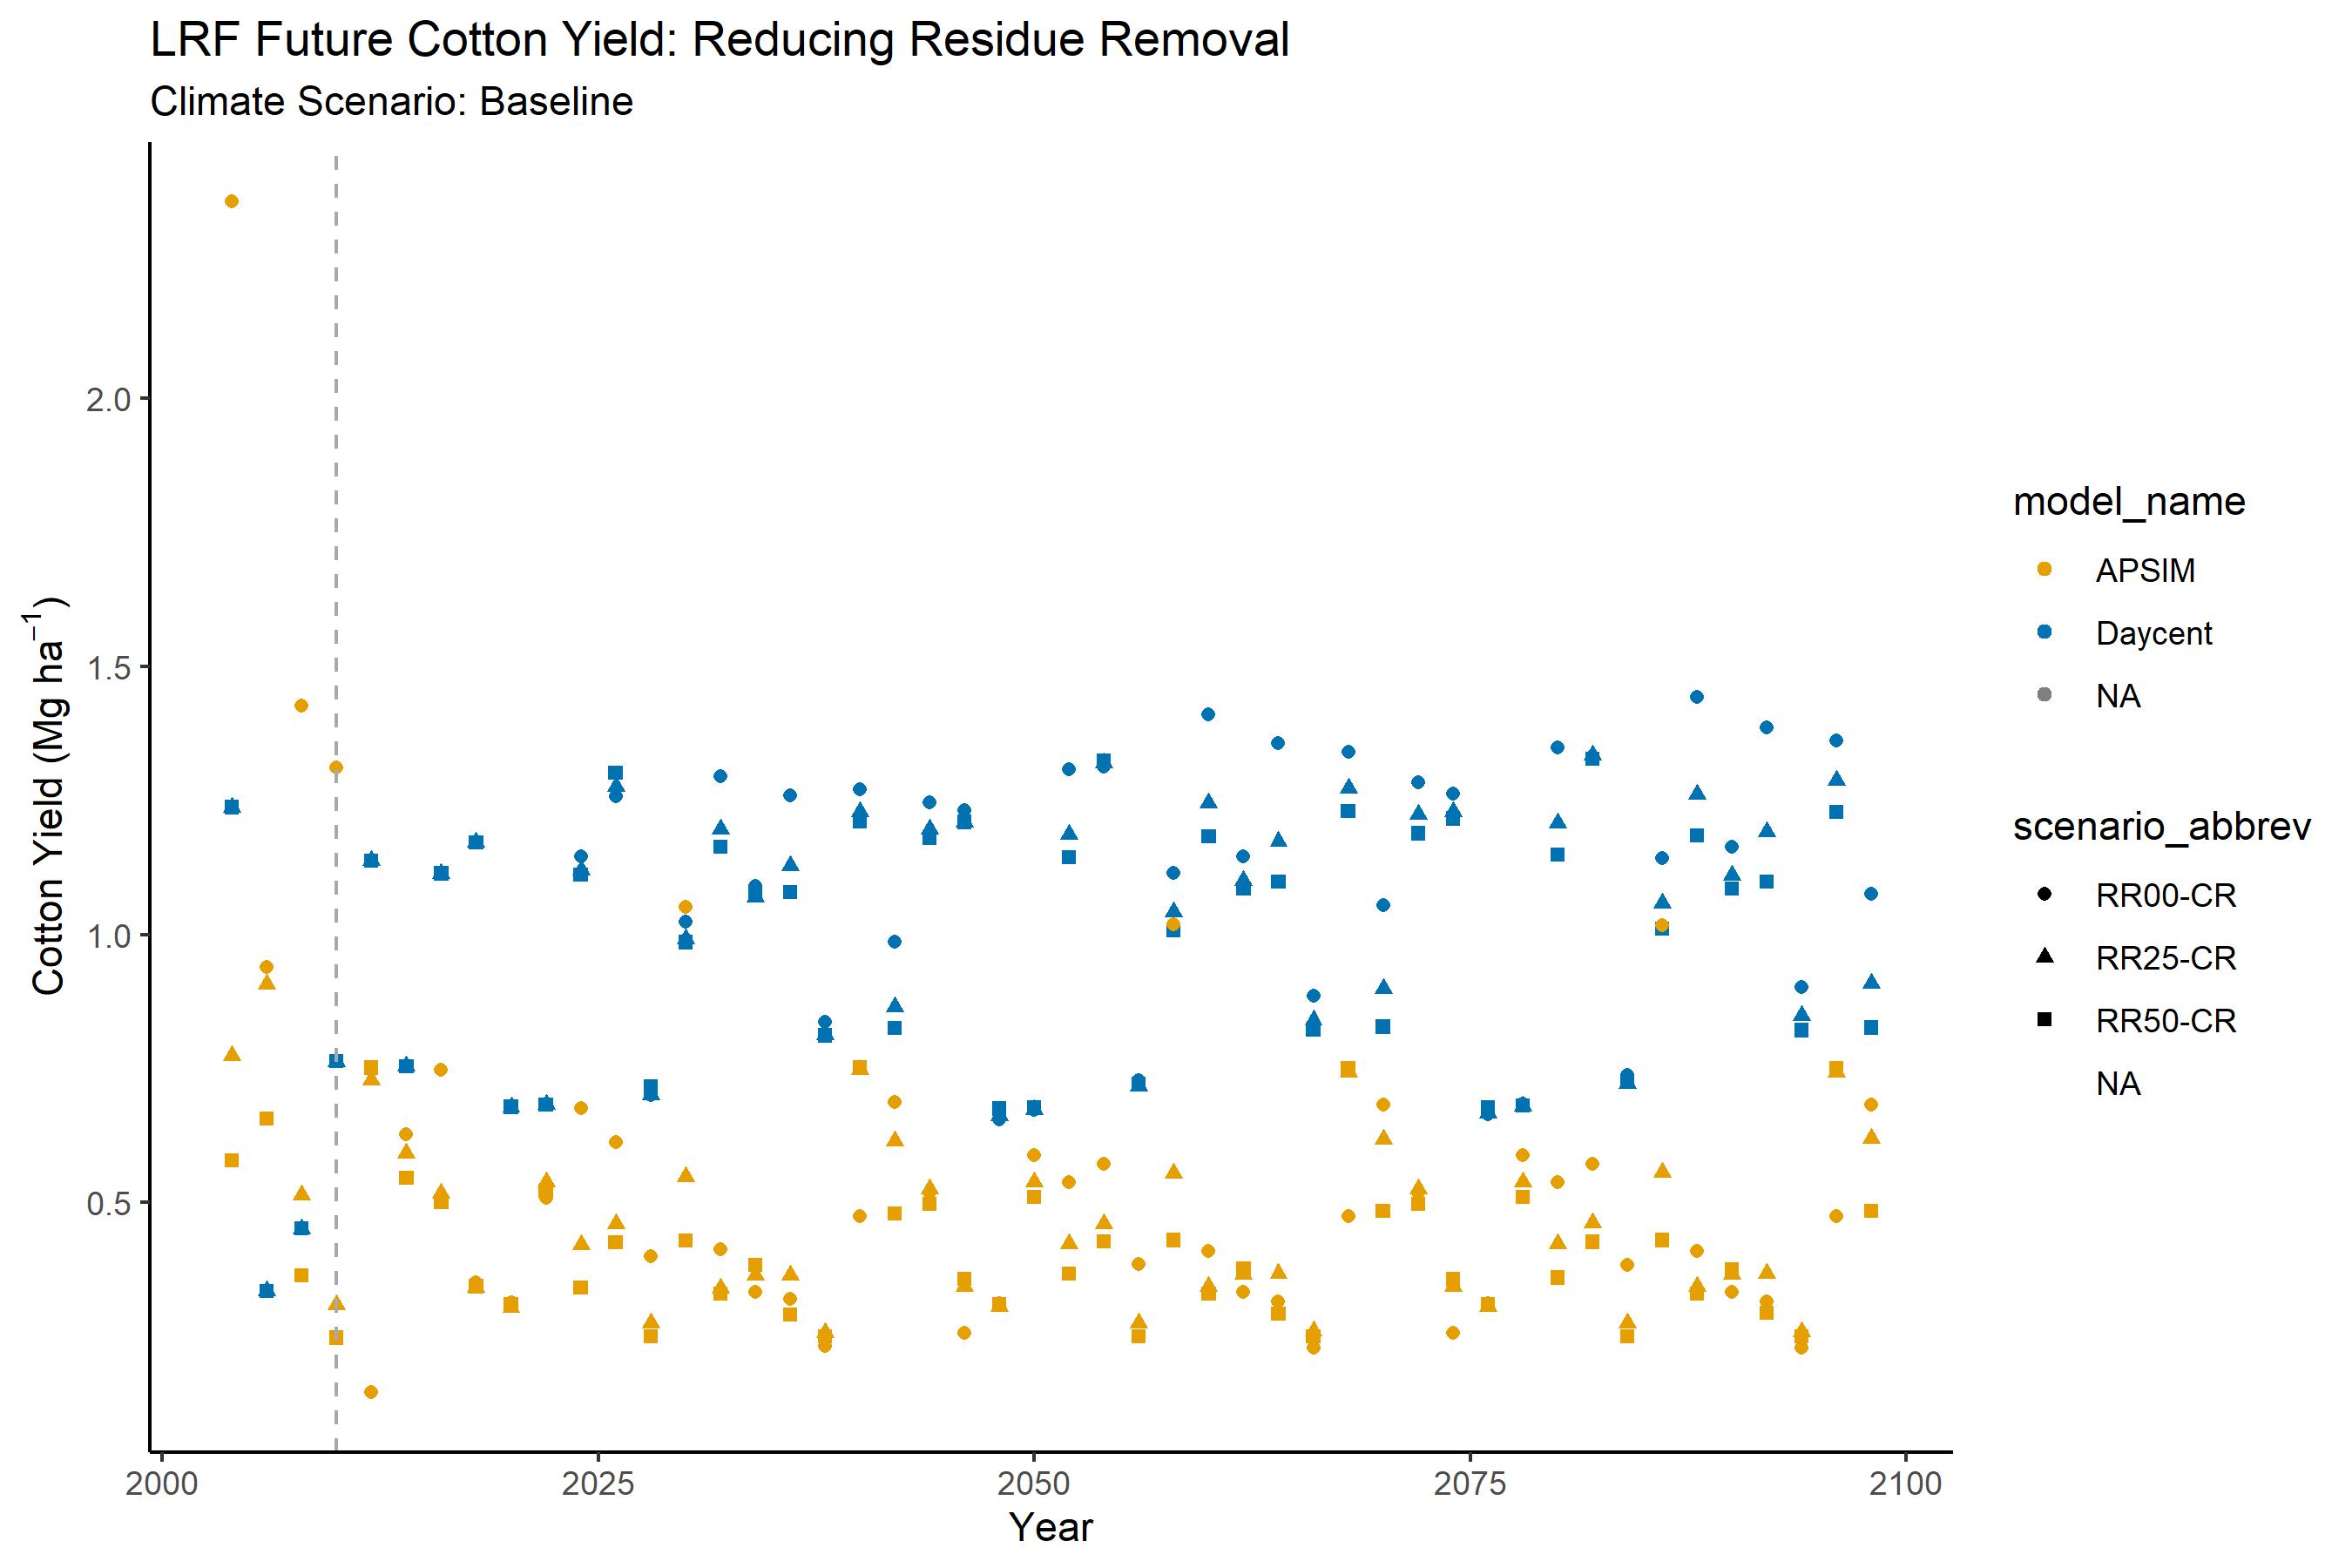 LRF Future Cotton Yield: Reducing Residue Removal
Climate Scenario: Baseline
Cotton Yield (Mg ha⁻¹)
2.0
1.5
1.0
0.5
2000
2025
2050
2075
2100
Year
model_name
APSIM
Daycent
NA
scenario_abbrev
RR00-CR
RR25-CR
RR50-CR
NA